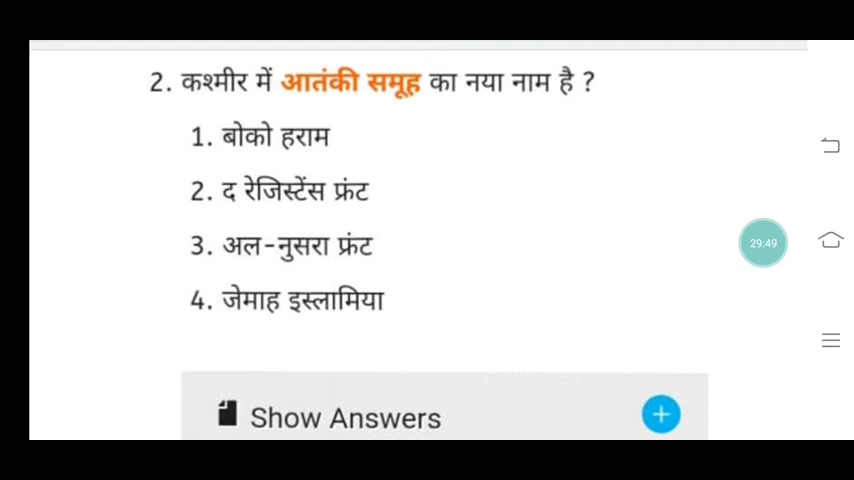 2. कश्मीर में आतंकी समूह का नया नाम है ?
1. बोको हराम
2. द रेजिस्टेंस फ्रंट
3. अल-नुसरा फ्रंट
29:49
4. जेमाह इस्लामिया
Show Answers